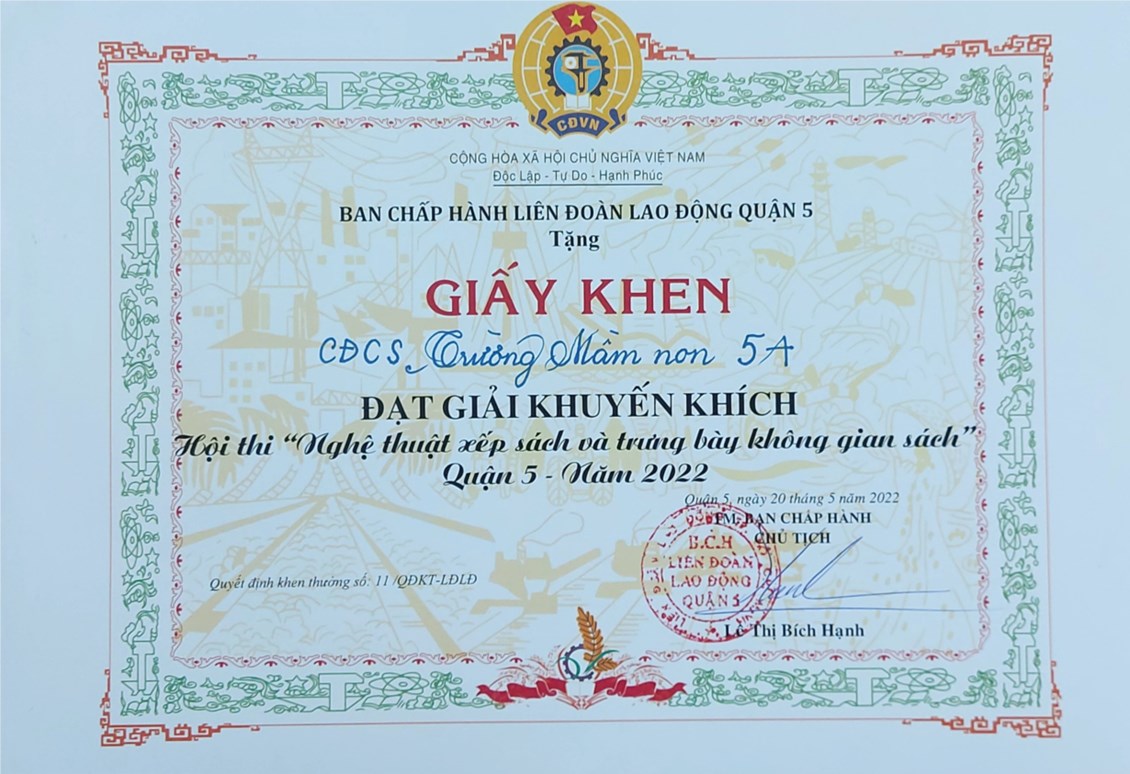 CĐVN
CỘNG HÒA XÃ HỘI CHỦ NGHĨA VIỆT NAM
Độc Lập - Tự Do - Hạnh Phúc
BAN CHẤP HÀNH LIÊN ĐOÀN LAO ĐỘNG QUẬN 5
Tặng
GIẤY KHEN
CĐCS Trường Mầm non 5A
ĐẠT GIẢI KHUYẾN KHÍCH
Hội thi “Nghệ thuật xếp sách và trưng bày không gian sách”
Quận 5 - Năm 2022
Quận 5, ngày 20 tháng 5 năm 2022
TM. BAN CHẤP HÀNH
CHỦ TỊCH
B.C.H
LIÊN ĐOÀN
LAO ĐỘNG
QUẬN 5
Quyết định khen thưởng số: 11 /QĐKT-LĐLĐ
Lê Thị Bích Hạnh